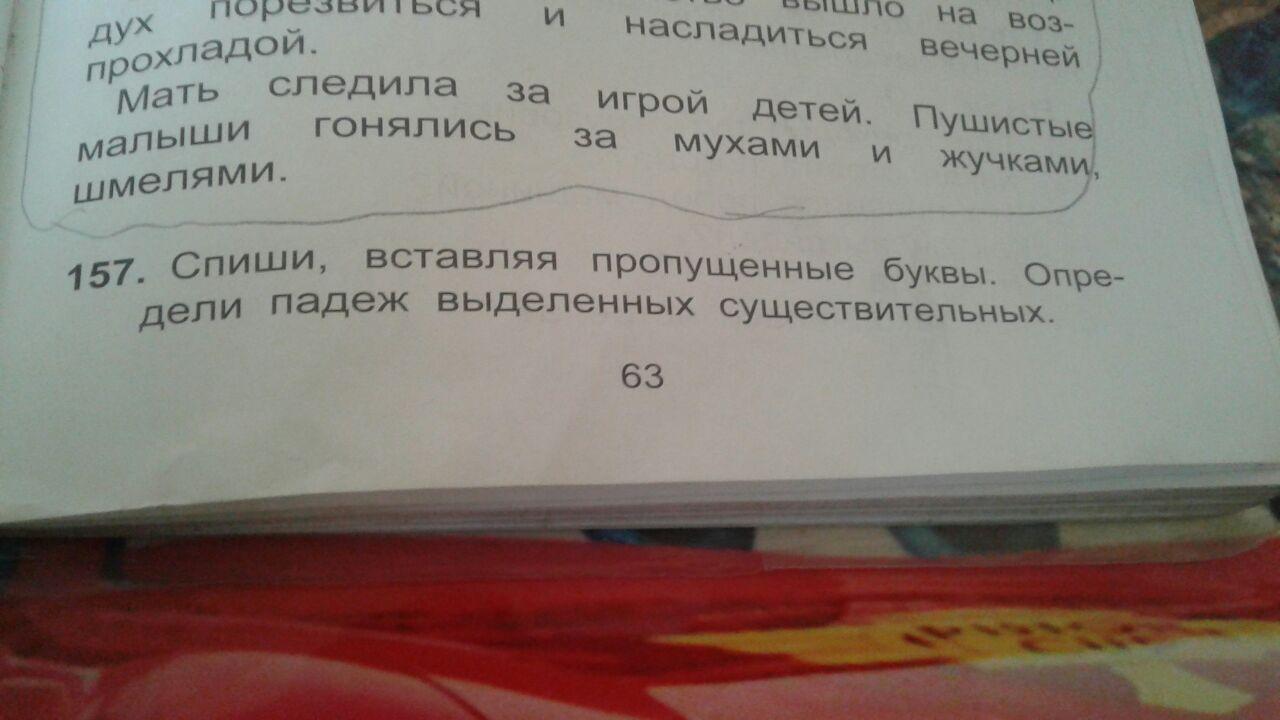 вышло на воз-
дух порезвиться и насладиться вечерней
прохладой.
Мать следила за игрой детей. Пушистые
малыши гонялись за мухами и жучками,
шмелями.
157. Спиши, вставляя пропущенные буквы. Опре-
дели падеж выделенных существительных.
63